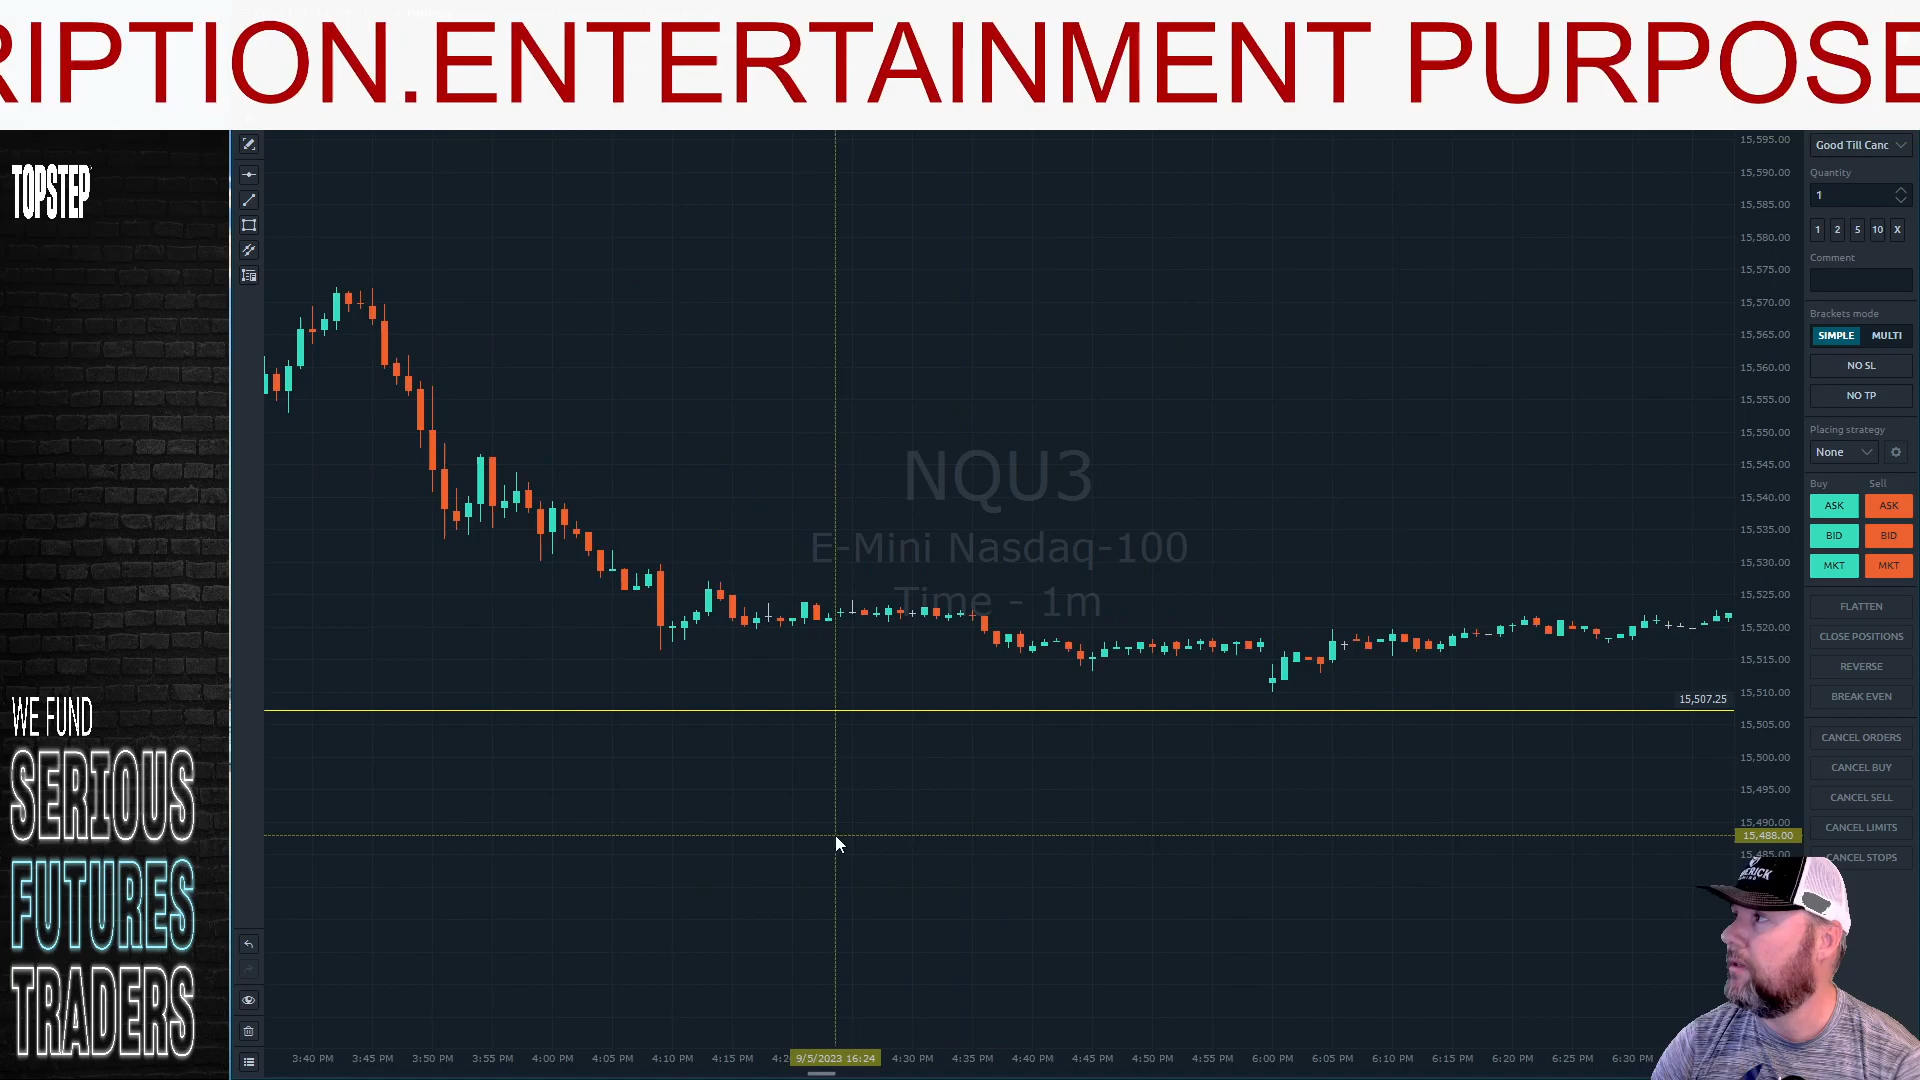 RIPTION.ENTERTAINMENT PURPOSE
TOPSTEP
WE FUND
SERIOUS
FUTURES
TRADERS
NQU3
E-Mini Nasdaq-100
Time - 1m
15,507.25
15,595.00
15,590.00
15,585.00
15,580.00
15,575.00
15,570.00
15,565.00
15,560.00
15,555.00
15,550.00
15,545.00
15,540.00
15,535.00
15,530.00
15,525.00
15,520.00
15,515.00
15,510.00
15,505.00
15,500.00
15,495.00
15,490.00
15,488.00
15,485.00
3:40 PM 3:45 PM 3:50 PM 3:55 PM 4:00 PM 4:05 PM 4:10 PM 4:15 PM 4:2 9/5/2023 16:24 4:30 PM 4:35 PM 4:40 PM 4:45 PM 4:50 PM 4:55 PM 6:00 PM 6:05 PM 6:10 PM 6:15 PM 6:20 PM 6:25 PM 6:30 PM
Good Till Canc
Quantity
1
1 2 5 10 X
Comment
Brackets mode
SIMPLE MULTI
NO SL
NO TP
Placing strategy
None
Buy Sell
ASK ASK
BID BID
MKT MKT
FLATTEN
CLOSE POSITIONS
REVERSE
BREAK EVEN
CANCEL ORDERS
CANCEL BUY
CANCEL SELL
CANCEL LIMITS
CANCEL STOPS